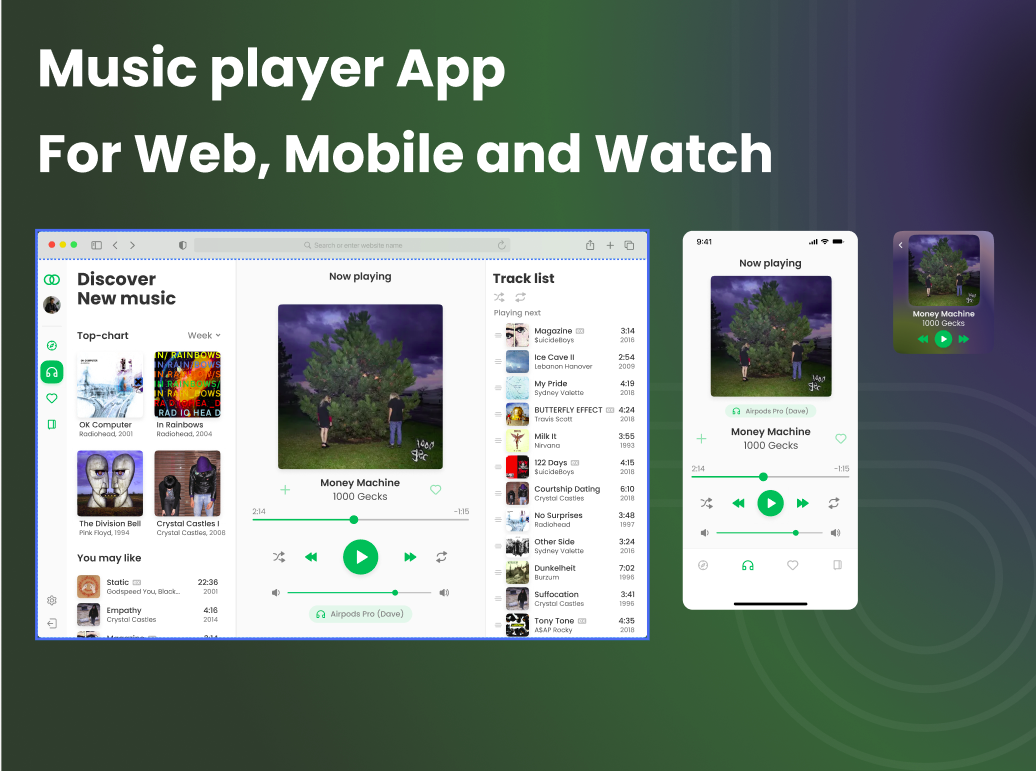 Music player App
For Web, Mobile and Watch
Search or enter website name
Discover
New music
Top-chart
Week
OK Computer
Radiohead, 2001
IN/ RAINBOWS
IN/RAINBOWS
IN RAINBOWS
In Rainbows
Radiohead, 2004
The Division Bell
Pink Floyd, 1994
Crystal Castles I
Crystal Castles, 2008
You may like
Static
22:36
Godspeed You, Black...
2001
Empathy
4:16
Crystal Castles
2014
Now playing
Money Machine
1000 Gecks
2:14
-1:15
Airpods Pro (Dave)
Track list
Playing next
Magazine
3:14
$uicideBoys
2018
Ice Cave II
2:54
Lebanon Hanover
2009
My Pride
4:19
Sydney Valette
2018
BUTTERFLY EFFECT
4:24
Travis Scott
2018
Milk It
3:55
Nirvana
1993
122 Days
4:15
$uicideBoys
2018
Courtship Dating
6:10
Crystal Castles
2018
No Surprises
3:48
Radiohead
1997
Other Side
3:24
Sydney Valette
2016
Dunkelheit
7:02
Burzum
1996
Suffocation
3:41
Crystal Castles
1996
Tony Tone
4:35
A$AP Rocky
2018
9:41
Now playing
Airpods Pro (Dave)
Money Machine
1000 Gecks
2:14
-1:15
Money Machine
1000 Gecks